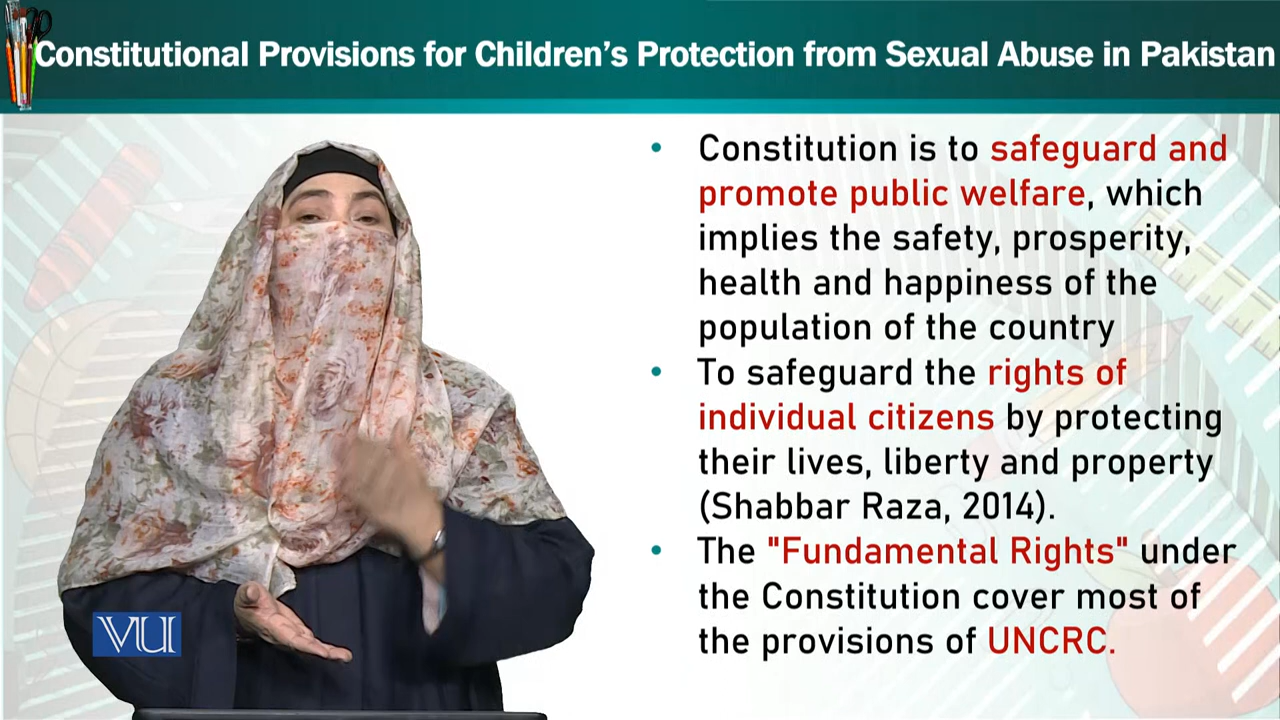 Constitutional Provisions for Children's Protection from Sexual Abuse in Pakistan
• Constitution is to safeguard and
promote public welfare, which
implies the safety, prosperity,
health and happiness of the
population of the country
• To safeguard the rights of
individual citizens by protecting
their lives, liberty and property
(Shabbar Raza, 2014).
• The "Fundamental Rights" under
the Constitution cover most of
the provisions of UNCRC.
VU